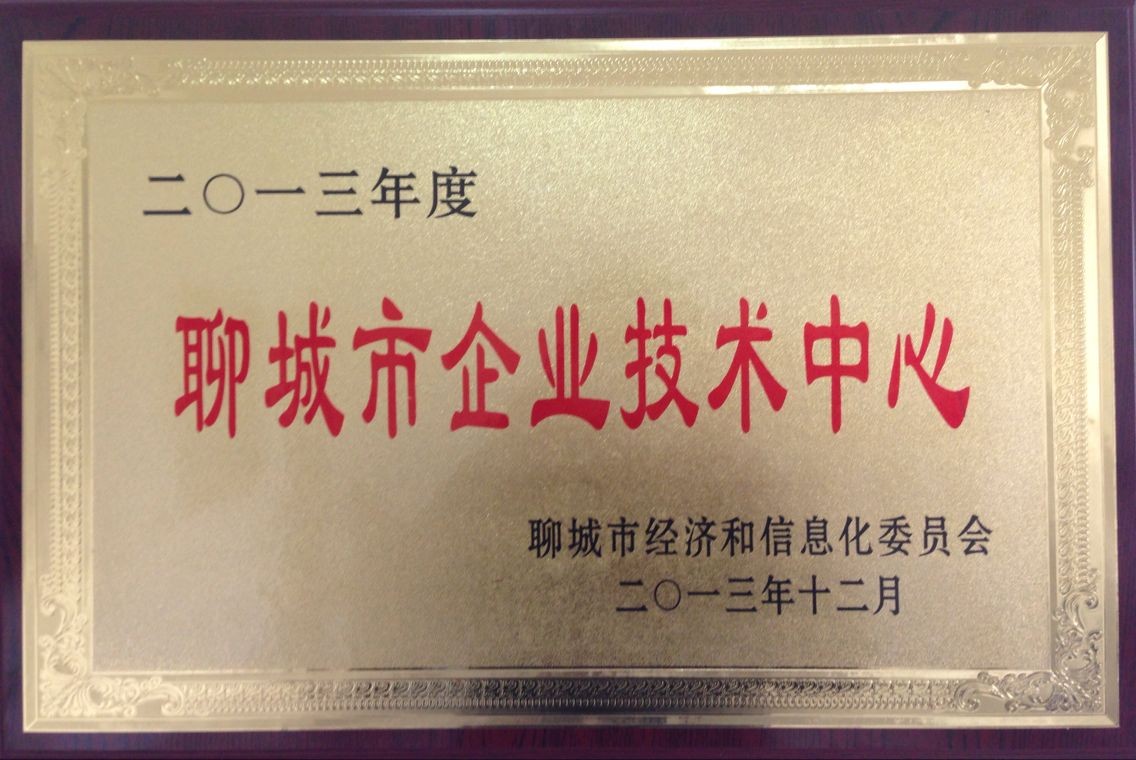 二〇一三年度
聊城市企业技术中心
聊城市经济和信息化委员会
二〇一三年十二月